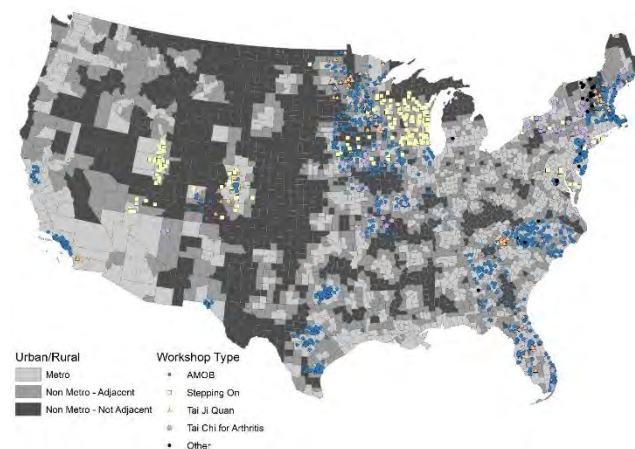 Urban/Rural
Metro
Non Metro - Adjacent
Non Metro - Not Adjacent
Workshop Type
AMOB
Stepping On
Tai Ji Quan
Tai Chi for Arthritis
Other